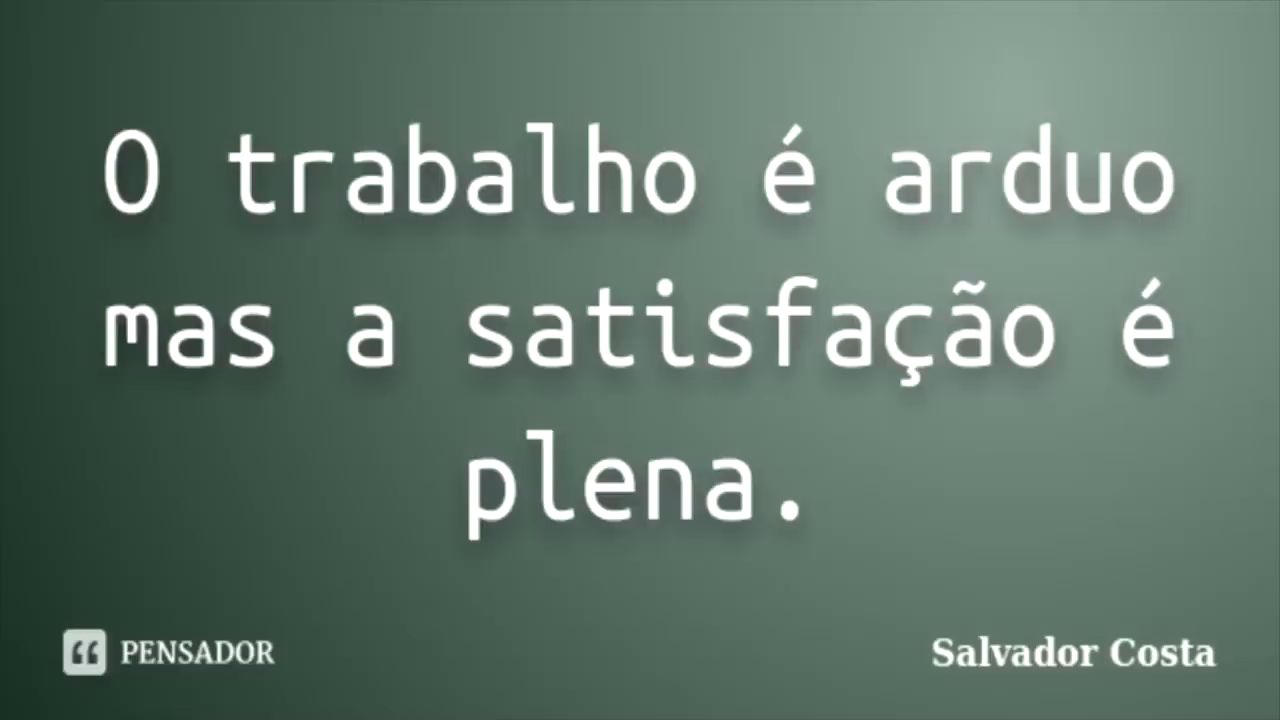 O trabalho é arduo
mas a satisfação é
plena.
PENSADOR
Salvador Costa